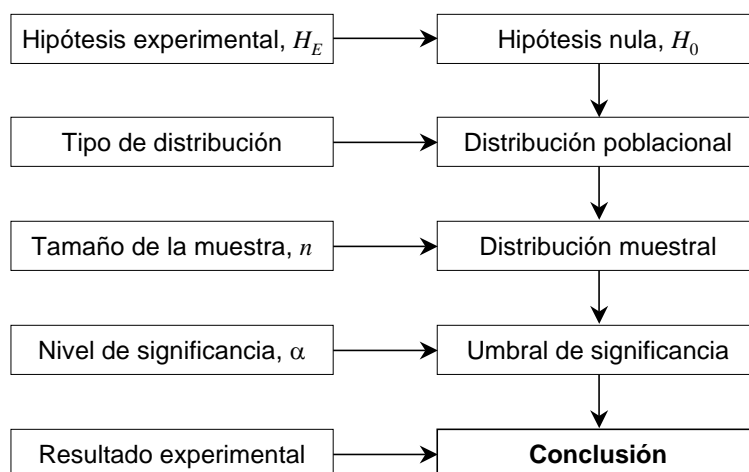 Hipótesis experimental, H_E
Hipótesis nula, H_0
Tipo de distribución
Distribución poblacional
Tamaño de la muestra, n
Distribución muestral
Nivel de significancia, α
Umbral de significancia
Resultado experimental
Conclusión